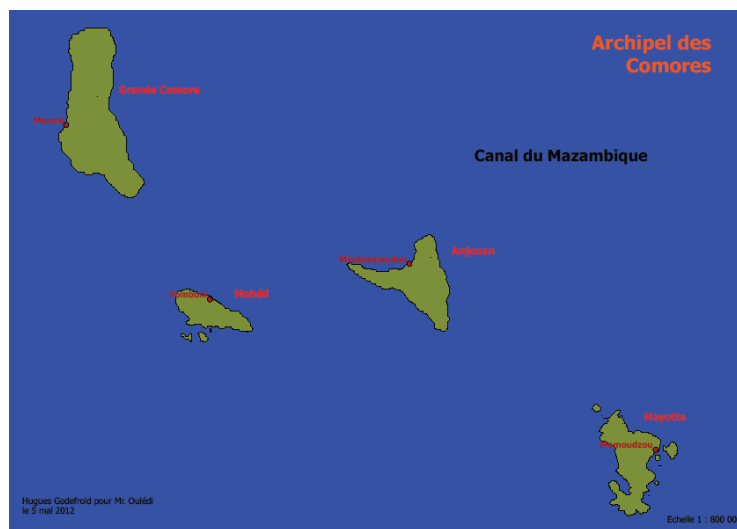 Archipel des
Comores
Grande Comore
Moroni
Canal du Mazambique
Moutsamoudou
Anjouan
Fomboni
Mohéli
Mayotte
Mamoudzou
Hugues Godefroid pour Mr. Oulédi
le 5 mai 2012
Echelle 1 : 800 00